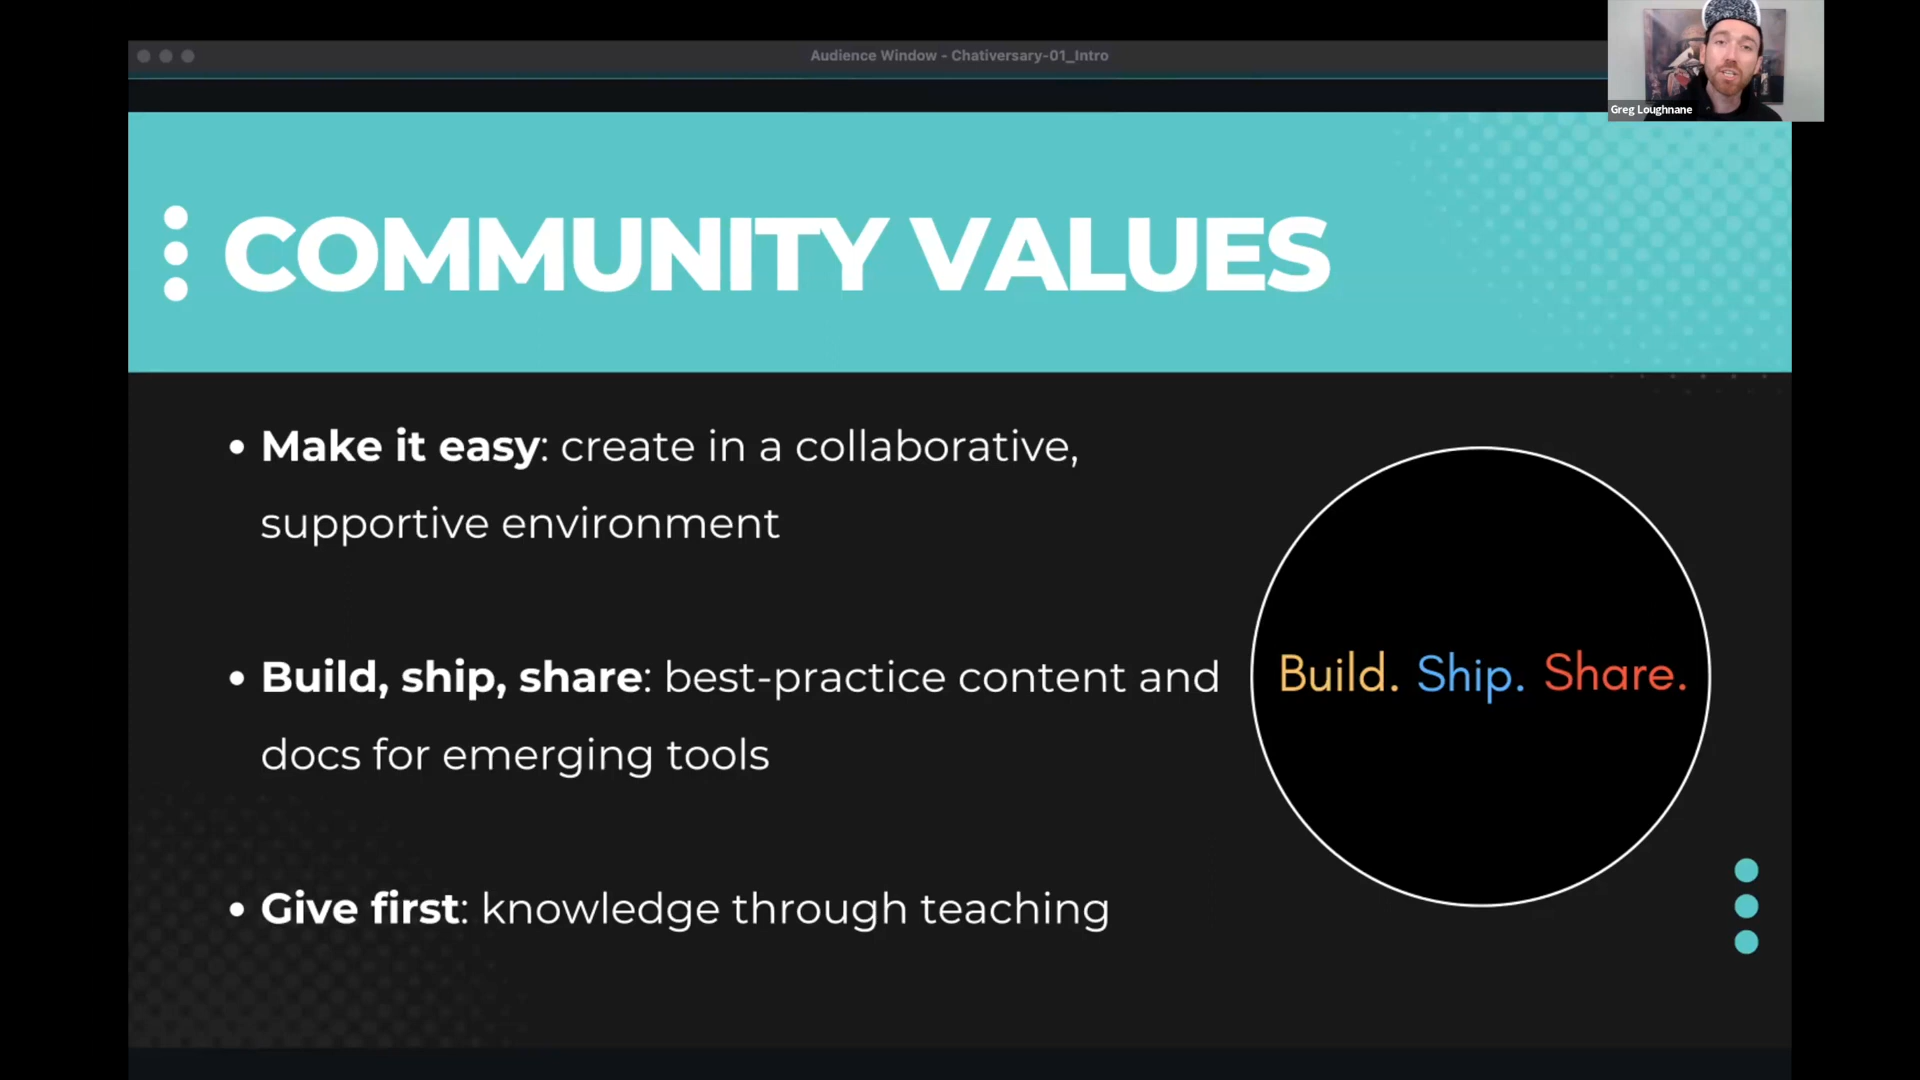 Audience Window - Chativersary-01_Intro
Greg Loughnane
COMMUNITY VALUES
• Make it easy: create in a collaborative,
supportive environment
• Build, ship, share: best-practice content and
docs for emerging tools
• Give first: knowledge through teaching
Build. Ship. Share.